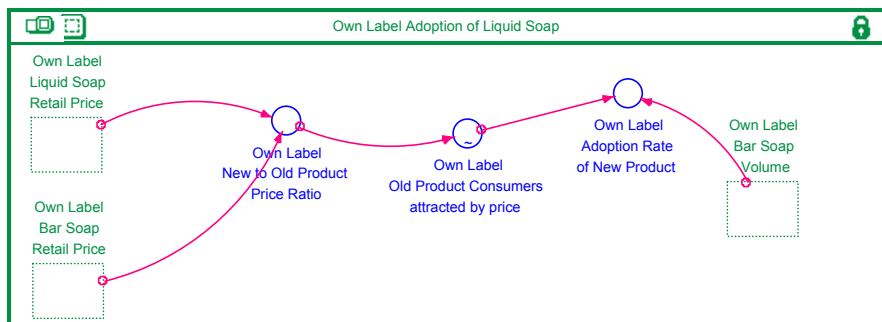 Own Label Adoption of Liquid Soap
Own Label
Liquid Soap
Retail Price
Own Label
New to Old Product
Price Ratio
~
Own Label
Old Product Consumers
attracted by price
Own Label
Adoption Rate
of New Product
Own Label
Bar Soap
Volume
Own Label
Bar Soap
Retail Price